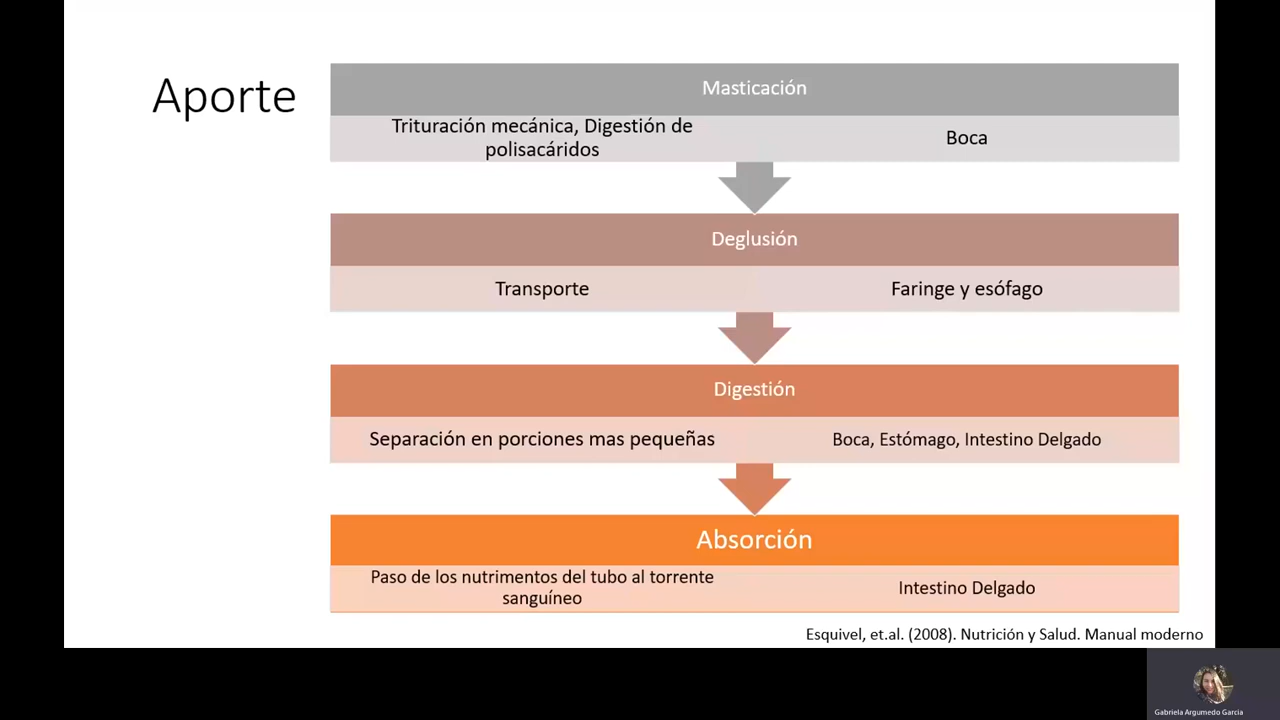 Aporte
Masticación
Trituración mecánica, Digestión de
polisacáridos
Boca
Deglusión
Transporte
Faringe y esófago
Digestión
Separación en porciones mas pequeñas
Boca, Estómago, Intestino Delgado
Absorción
Paso de los nutrimentos del tubo al torrente
sanguíneo
Intestino Delgado
Esquivel, et.al. (2008). Nutrición y Salud. Manual moderno
Gabriela Argumedo Garcia